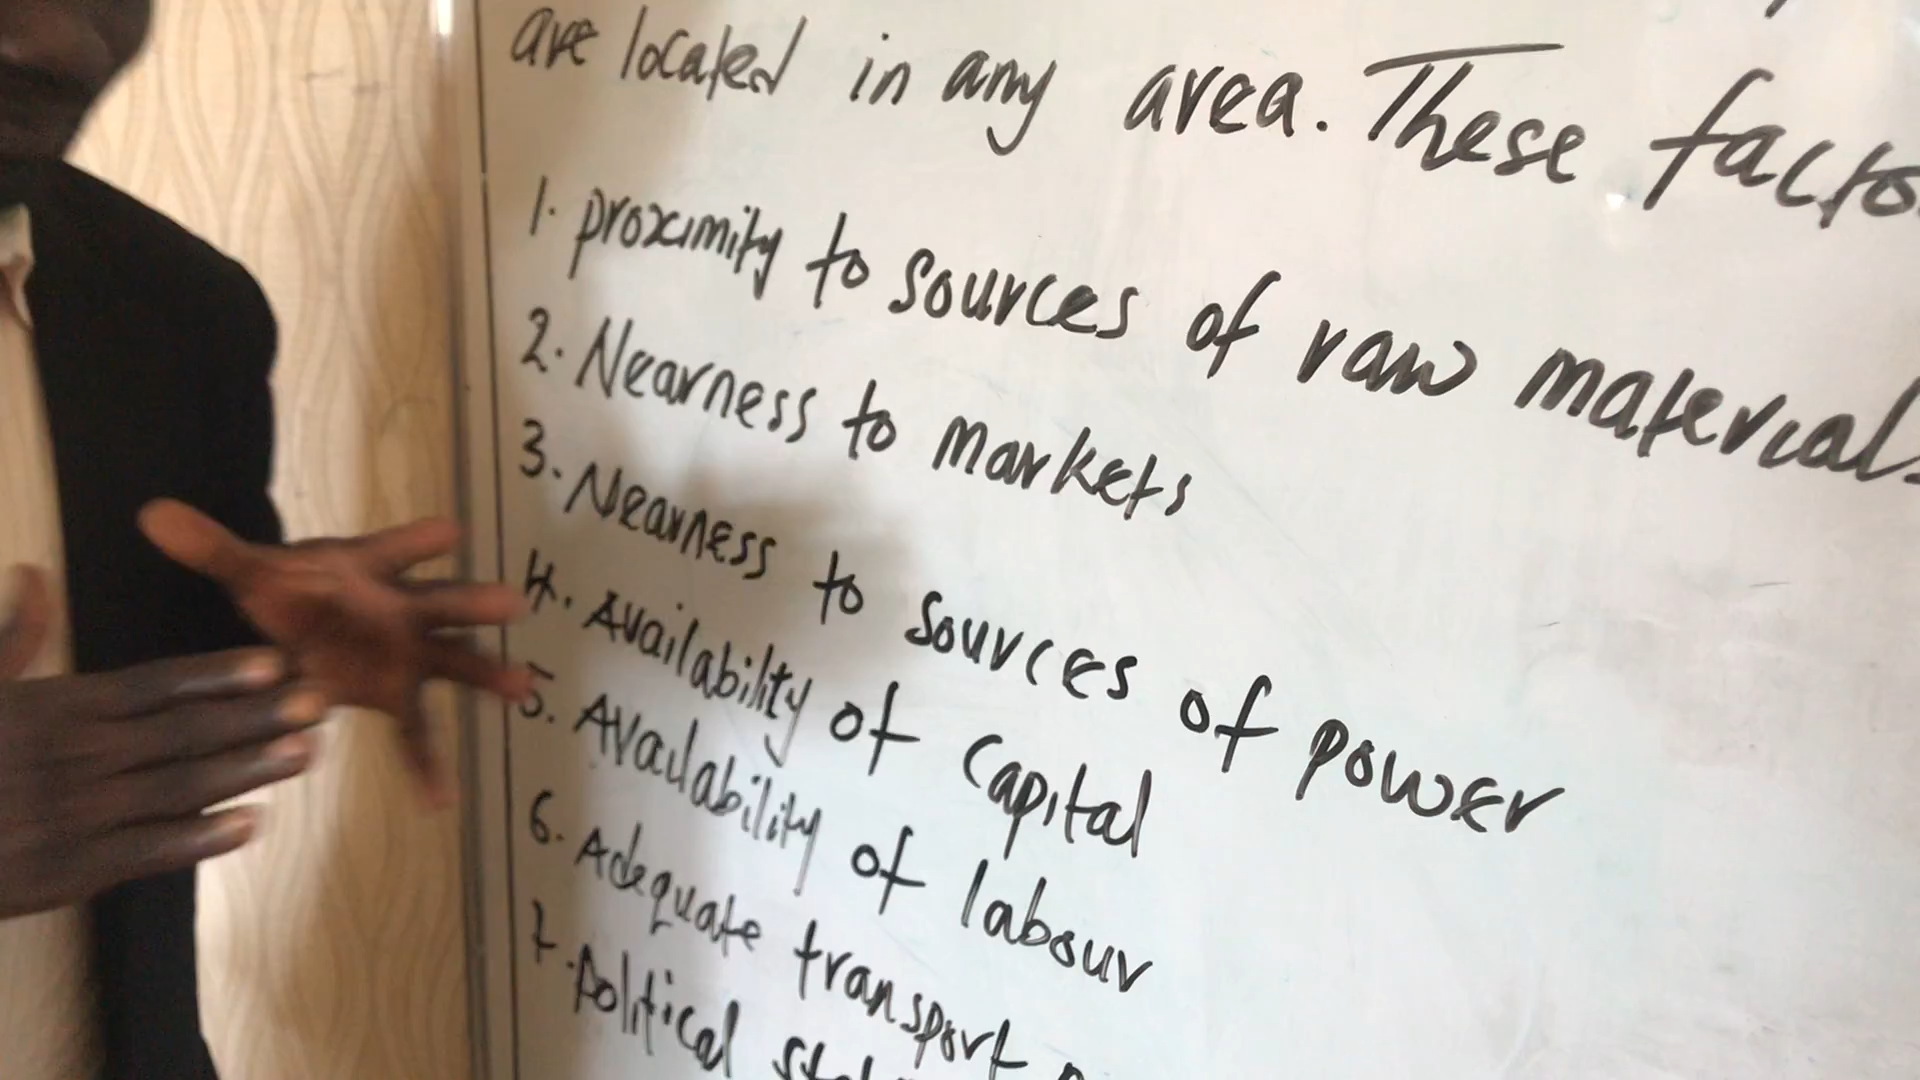 are located in any area. These facto
1. proximity to sources of raw materials
2. Nearness to markets
3. Nearness to sources of power
4. Availability of capital
5. Availability of labour
6. Adequate transport
7. Political